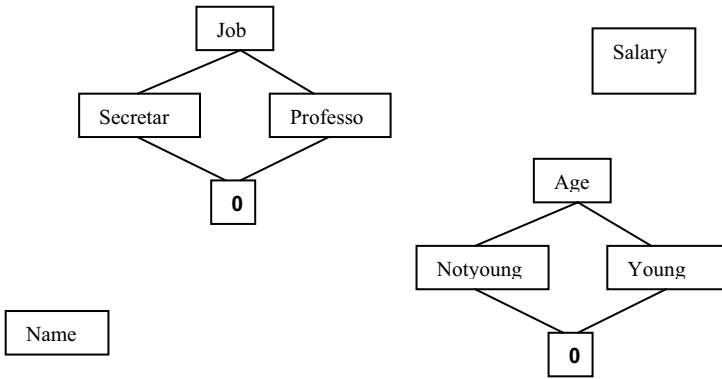 Job
Salary
Secretar
Professo
0
Age
Notyoung
Young
Name
0